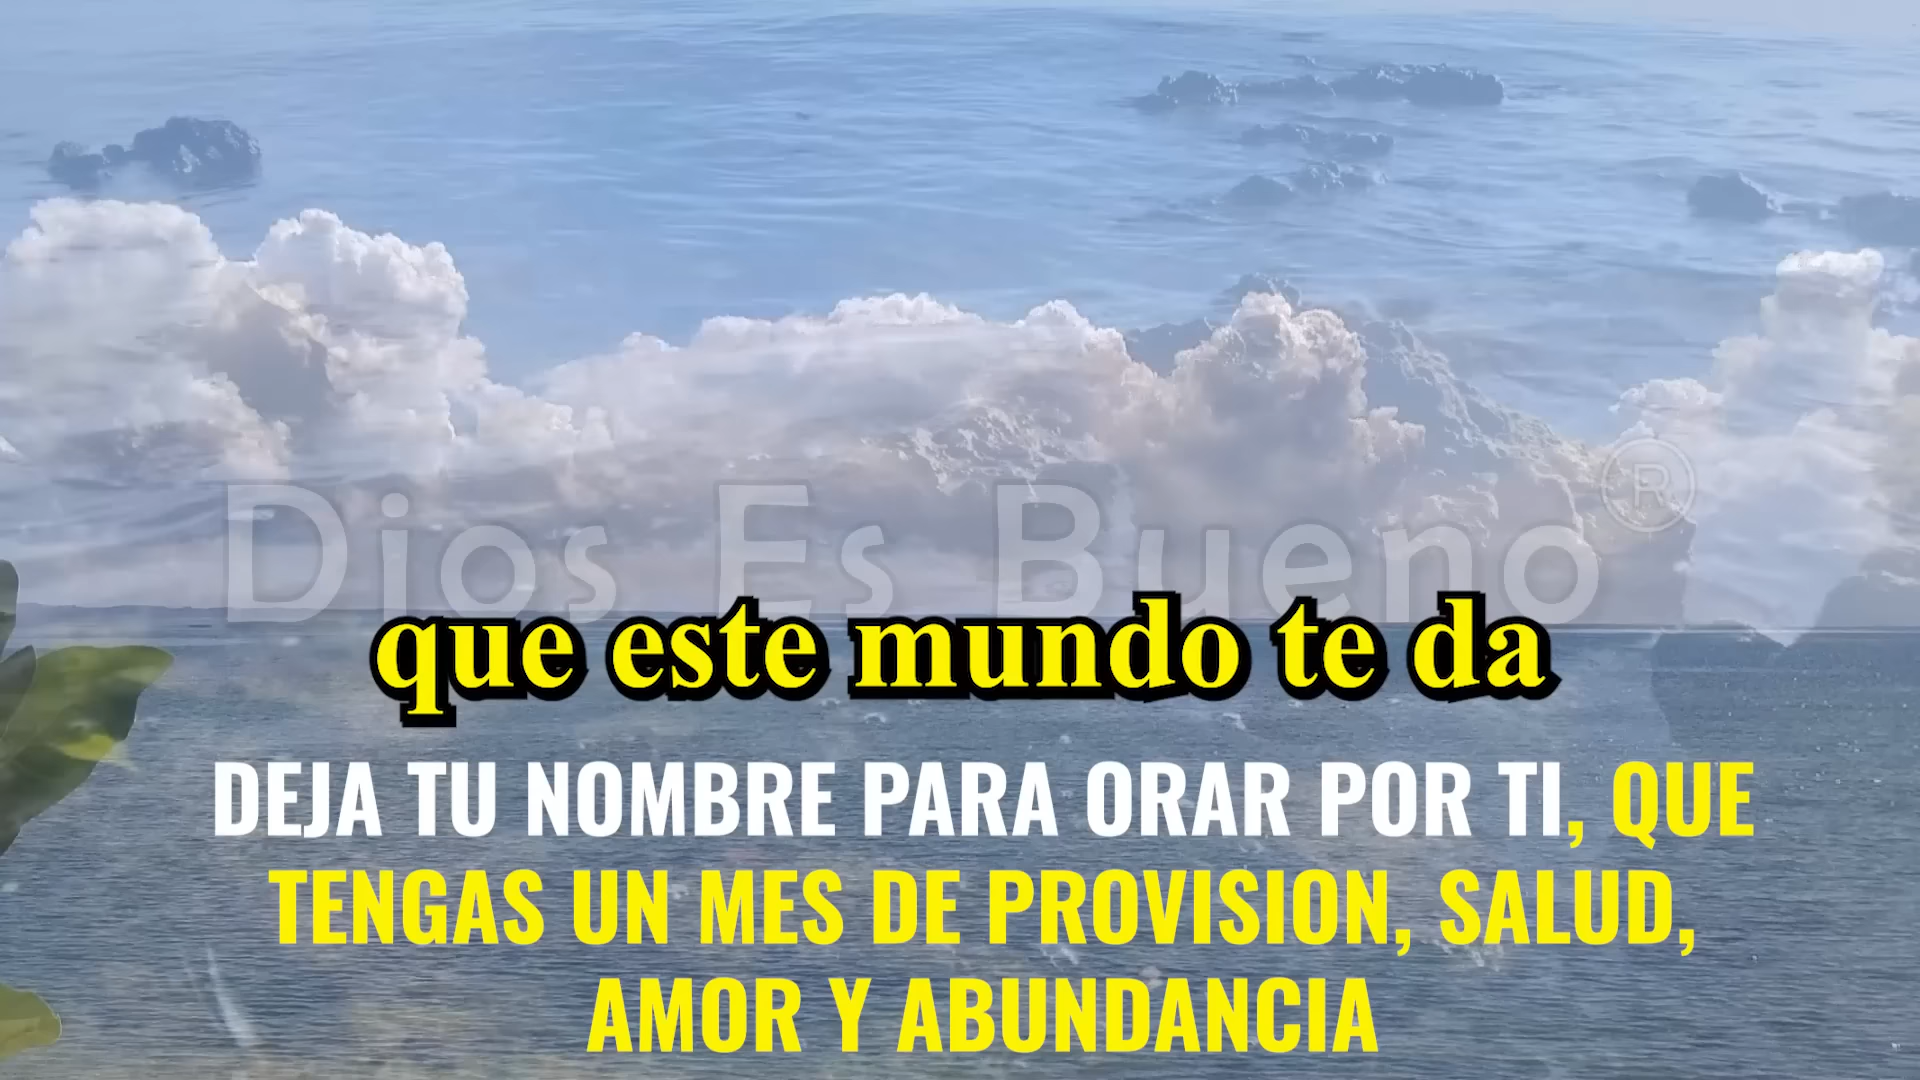 Dios Es Bueno®
que este mundo te da
DEJA TU NOMBRE PARA ORAR POR TI, QUE
TENGAS UN MES DE PROVISION, SALUD,
AMOR Y ABUNDANCIA